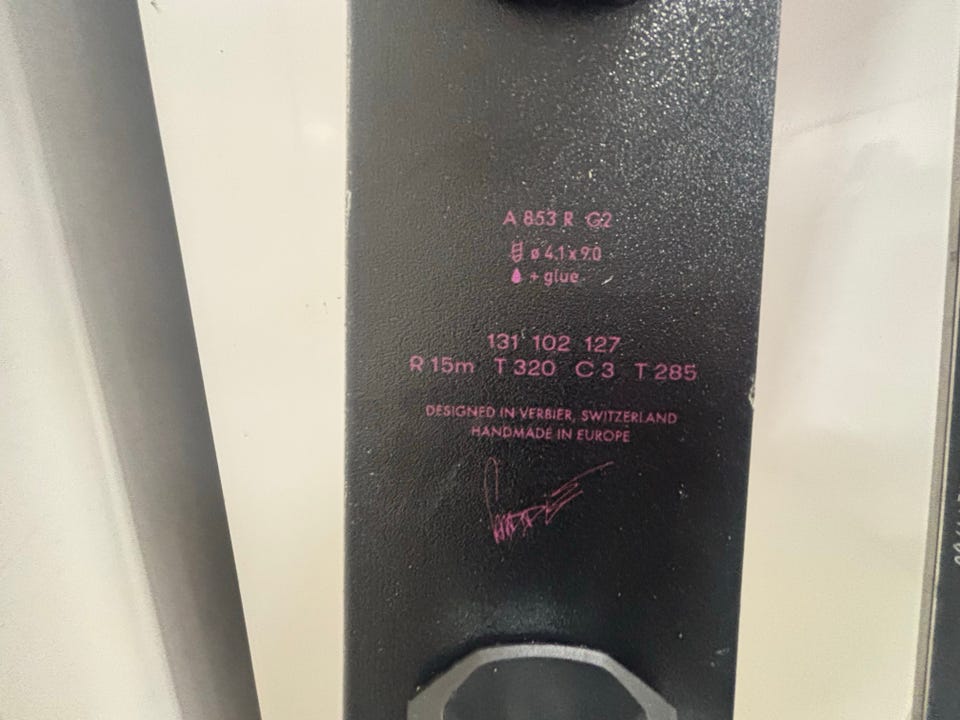 A 853 R G2
ø 4.1 x 9.0
+ glue
131 102 127
R 15m T 320 C 3 T 285
DESIGNED IN VERBIER, SWITZERLAND
HANDMADE IN EUROPE